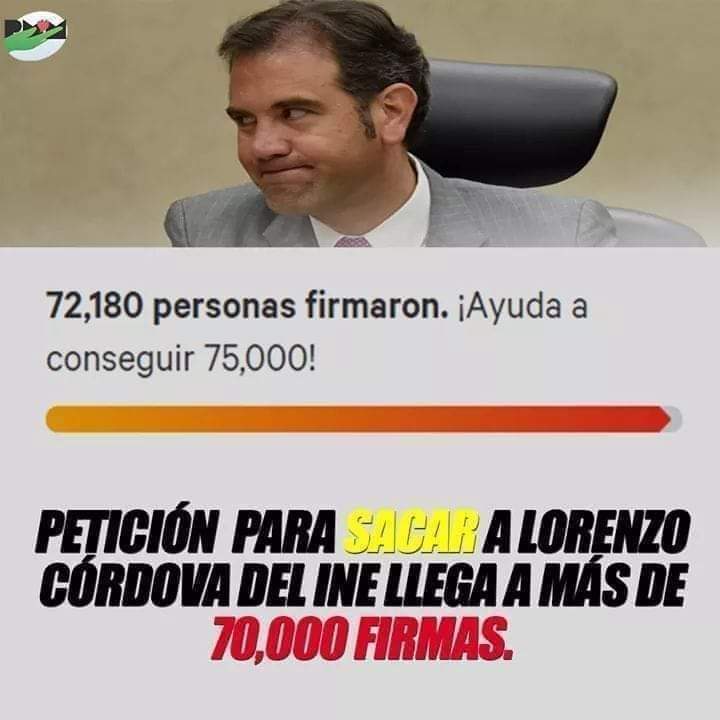 72,180 personas firmaron. ¡Ayuda a
conseguir 75,000!
PETICIÓN PARA SACAR A LORENZO
CÓRDOVA DEL INE LLEGA A MÁS DE
70,000 FIRMAS.